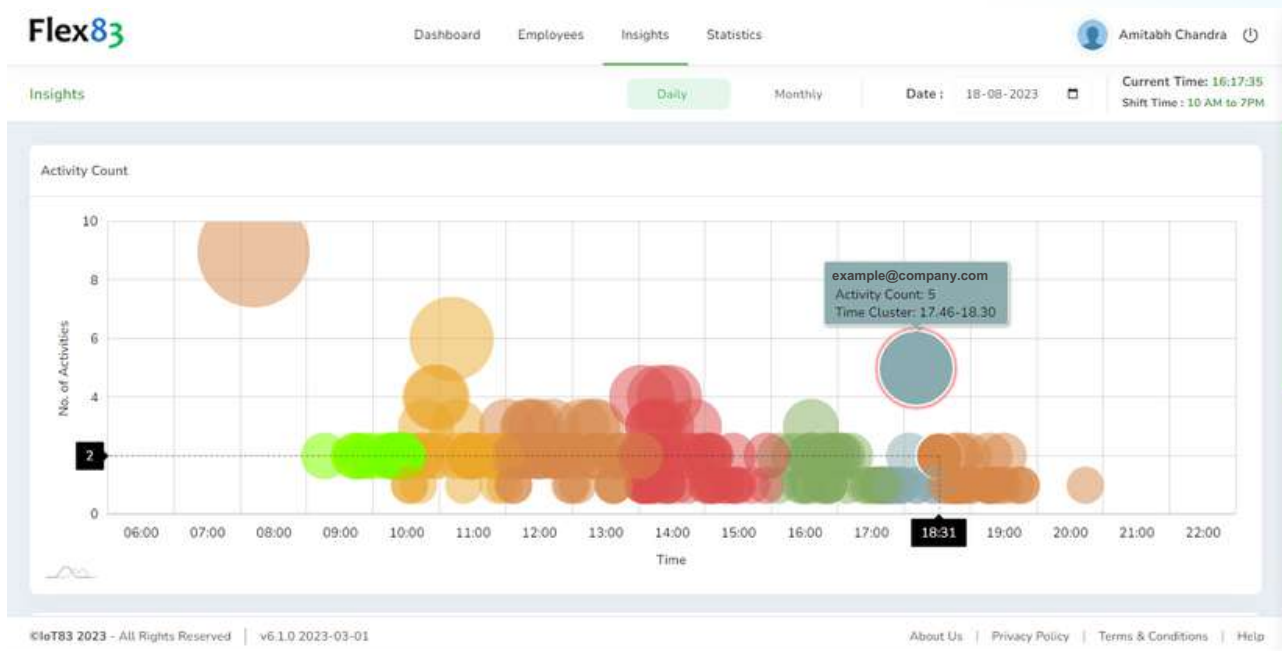 Flex83
Dashboard Employees Insights Statistics
Amitabh Chandra
Insights
Daily Monthly
Date : 18-08-2023
Current Time: 16:17:35
Shift Time : 10 AM to 7PM
Activity Count
10
8
6
4
2
0
No. of Activities
example@company.com
Activity Count: 5
Time Cluster: 17.46-18.30
06:00 07:00 08:00 09:00 10:00 11:00 12:00 13:00 14:00 15:00 16:00 17:00 18:31 19:00 20:00 21:00 22:00
Time
©IoT83 2023 - All Rights Reserved | v6.1.0 2023-03-01
About Us | Privacy Policy | Terms & Conditions | Help